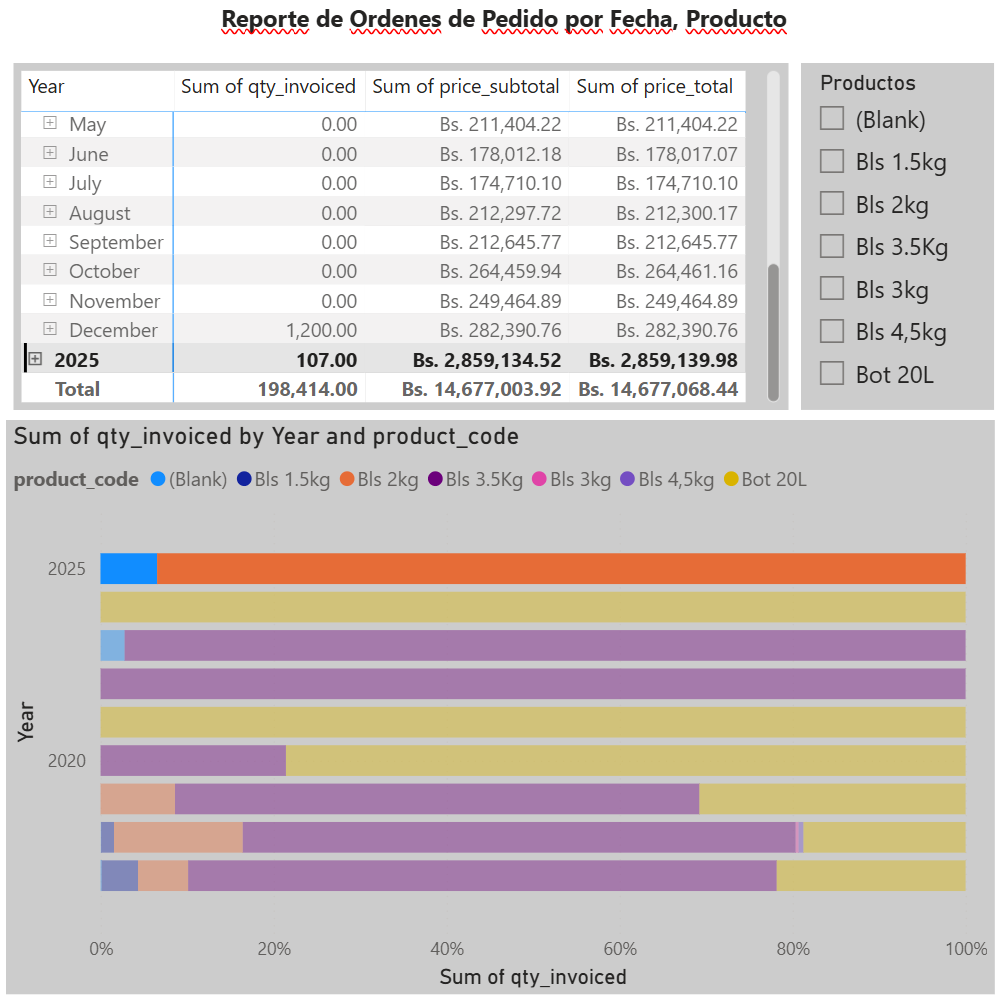 Reporte de Ordenes de Pedido por Fecha, Producto
Year Sum of qty_invoiced Sum of price_subtotal Sum of price_total
May 0.00 Bs. 211,404.22 Bs. 211,404.22
June 0.00 Bs. 178,012.18 Bs. 178,017.07
July 0.00 Bs. 174,710.10 Bs. 174,710.10
August 0.00 Bs. 212,297.72 Bs. 212,300.17
September 0.00 Bs. 212,645.77 Bs. 212,645.77
October 0.00 Bs. 264,459.94 Bs. 264,461.16
November 0.00 Bs. 249,464.89 Bs. 249,464.89
December 1,200.00 Bs. 282,390.76 Bs. 282,390.76
2025 107.00 Bs. 2,859,134.52 Bs. 2,859,139.98
Total 198,414.00 Bs. 14,677,003.92 Bs. 14,677,068.44
Productos
(Blank)
Bls 1.5kg
Bls 2kg
Bls 3.5Kg
Bls 3kg
Bls 4,5kg
Bot 20L
Sum of qty_invoiced by Year and product_code
product_code (Blank) Bls 1.5kg Bls 2kg Bls 3.5Kg Bls 3kg Bls 4,5kg Bot 20L
2025
Year
2020
0% 20% 40% 60% 80% 100%
Sum of qty_invoiced